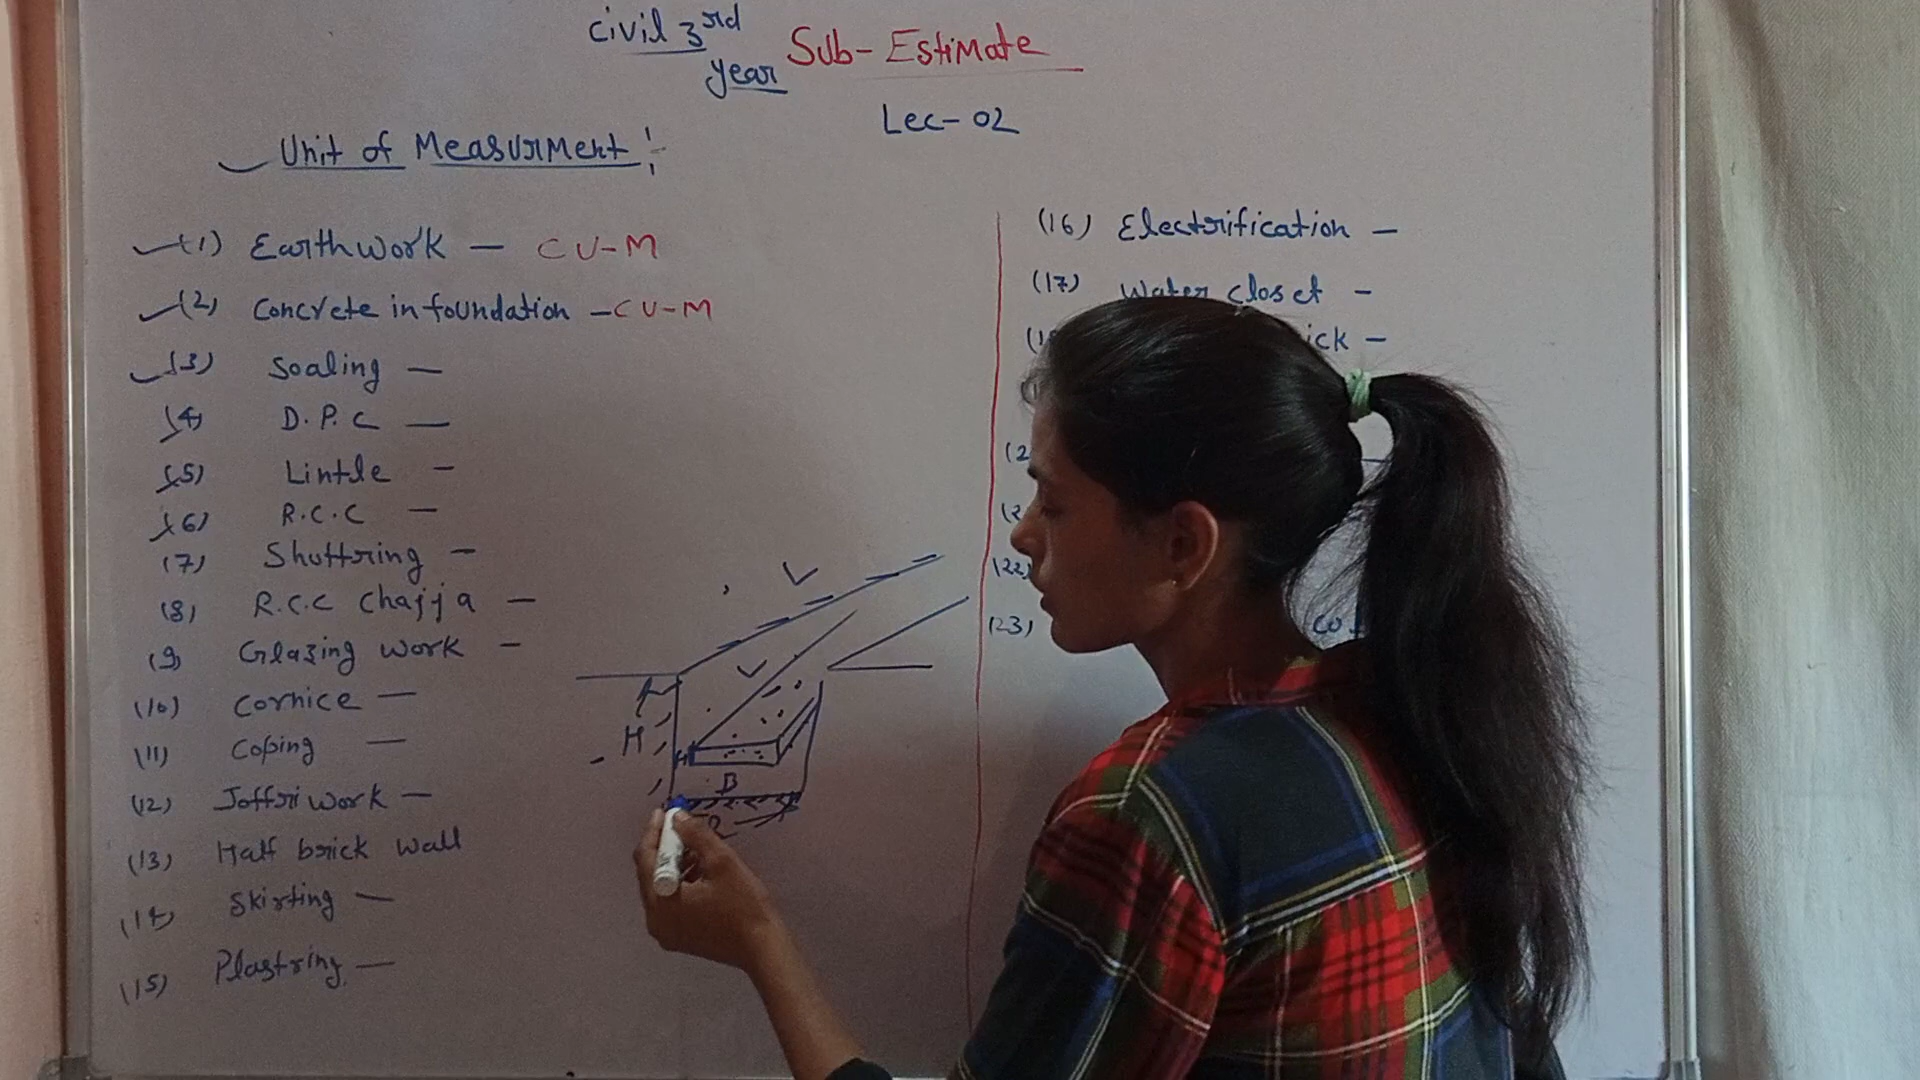 Civil 3rd year
Sub-Estimate
Lec-02
Unit of Measurment:
(1) Earthwork - CU-M
(2) Concrete in foundation - CU-M
(3) Soaling -
(4) D.P.C -
(5) Lintle -
(6) R.C.C -
(7) Shuttring -
(8) R.C.C Chajja -
(9) Glazing work -
(10) Cornice -
(11) Coping -
(12) Joffri work -
(13) Half brick wall
(14) Skirting -
(15) Plastring -
H
B
(16) Electrification -
(17) Water closet -
ick -
(22)
(23)